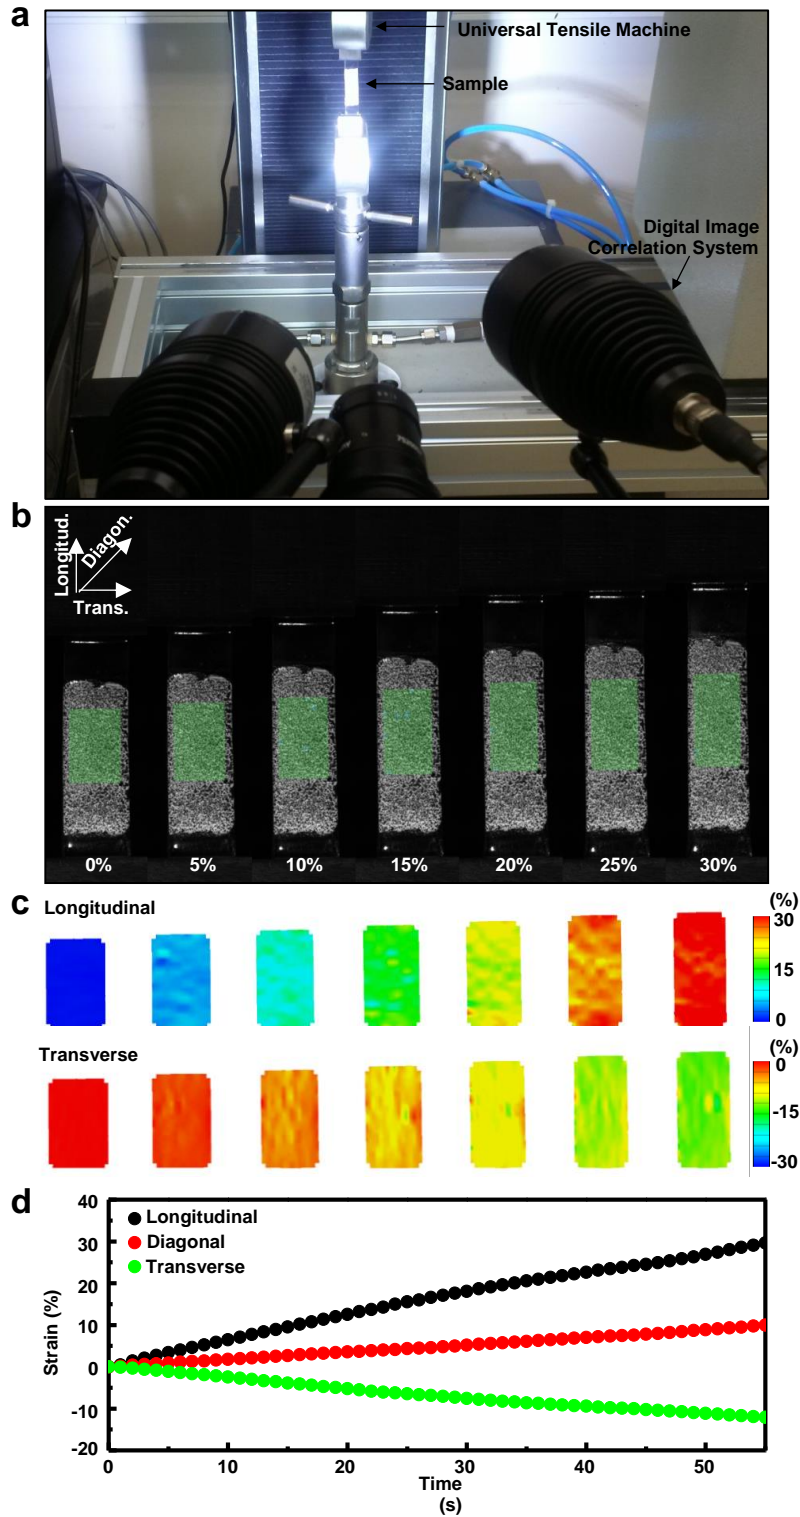 a
Universal Tensile Machine
Sample
Digital Image
Correlation System
b
Longitud.
Diagon.
Trans.
0% 5% 10% 15% 20% 25% 30%
c
Longitudinal
(%)
30
15
0
Transverse
(%)
0
-15
-30
d
40
30
20
10
0
-10
-20
Strain (%)
Longitudinal
Diagonal
Transverse
0 10 20 30 40 50
Time
(s)